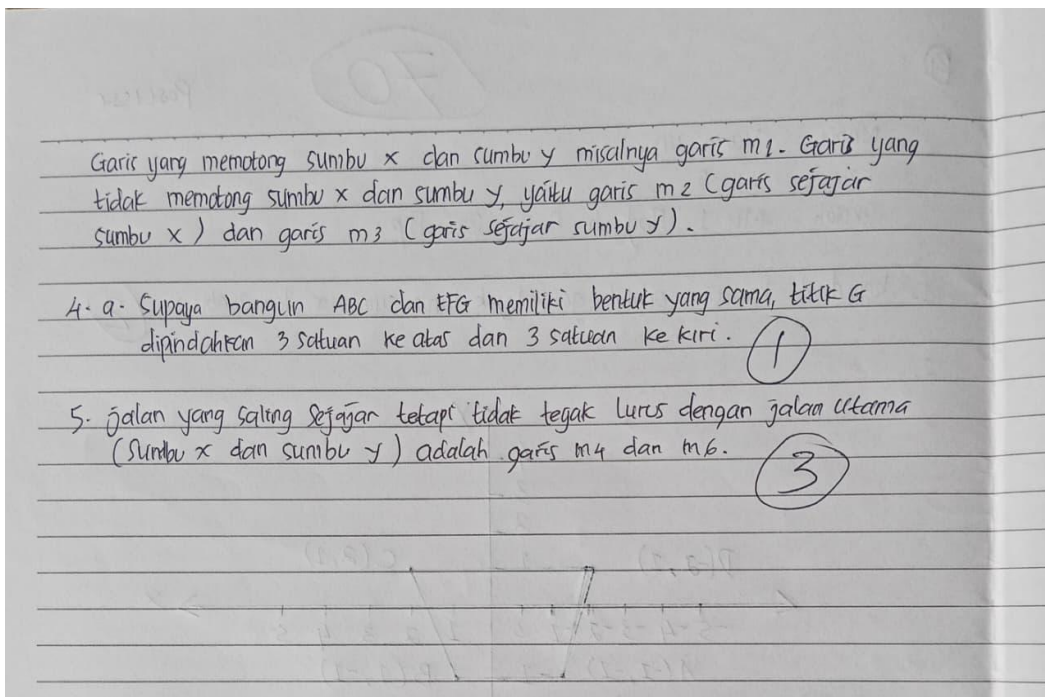 Garis yang memotong sumbu x dan sumbu y misalnya garis m1. Garis yang
tidak memotong sumbu x dan sumbu y, yaitu garis m2 (garis sejajar
sumbu x) dan garis m3 (garis sejajar sumbu y).
4. a. Supaya bangun ABC dan EFG memiliki bentuk yang sama, titik G
dipindahkan 3 satuan keatas dan 3 satuan ke kiri.
1
5. jalan yang saling sejajar tetapi tidak tegak lurus dengan jalan utama
(sumbu x dan sumbu y) adalah garis m4 dan m6.
3